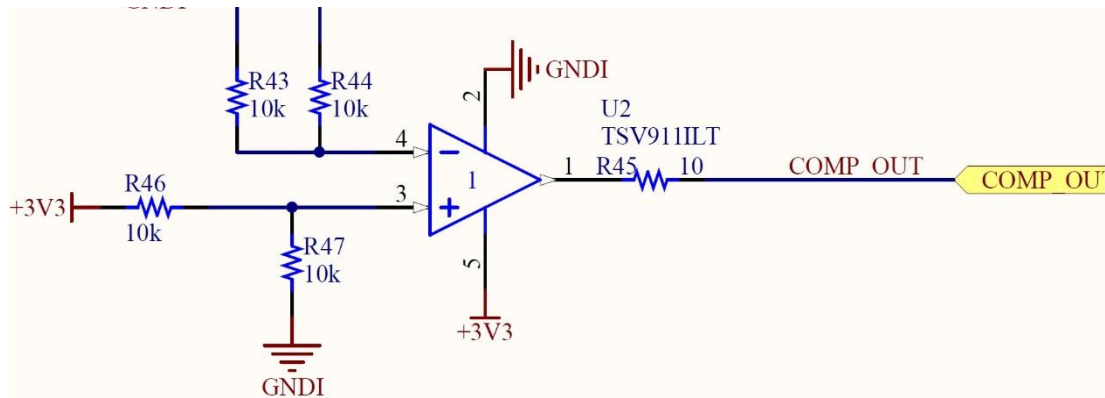 R43
10k
R44
10k
2
GNDI
U2
TSV911ILT
4
1
1
R45
10
COMP_OUT
COMP_OUT
+3V3
R46
10k
3
R47
10k
5
+3V3
GNDI